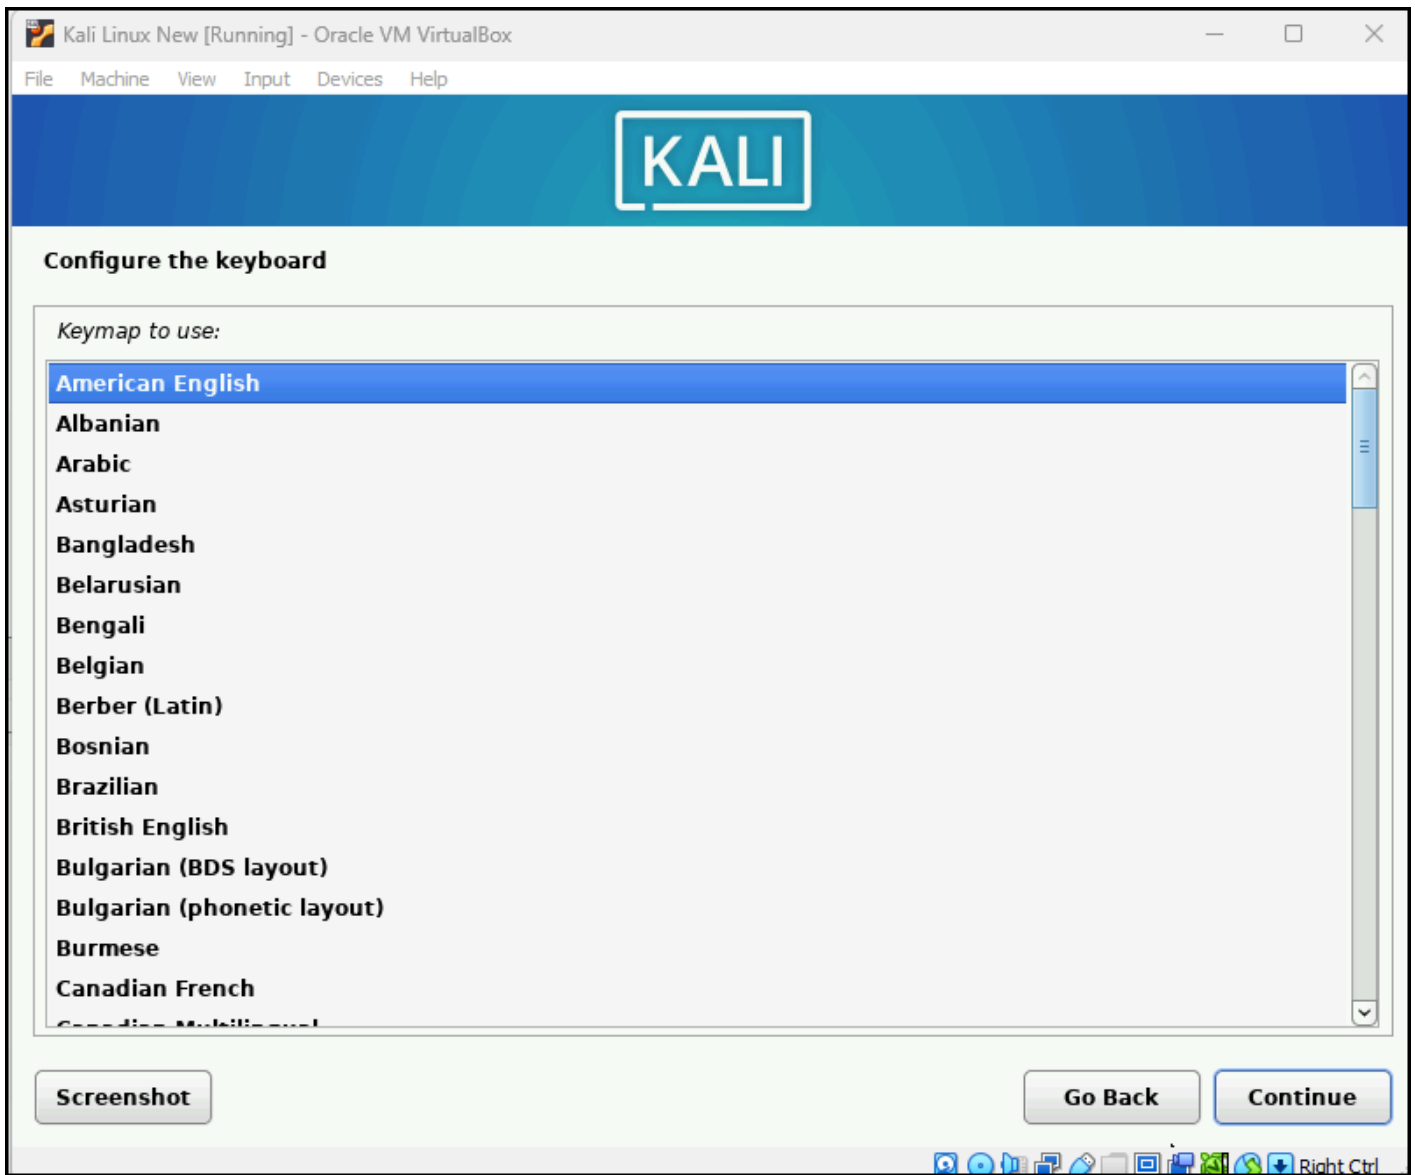 Kali Linux New [Running] - Oracle VM VirtualBox
File Machine View Input Devices Help
KALI
Configure the keyboard
Keymap to use:
American English
Albanian
Arabic
Asturian
Bangladesh
Belarusian
Bengali
Belgian
Berber (Latin)
Bosnian
Brazilian
British English
Bulgarian (BDS layout)
Bulgarian (phonetic layout)
Burmese
Canadian French
Canadian Multilingual
Screenshot Go Back Continue
Right Ctrl